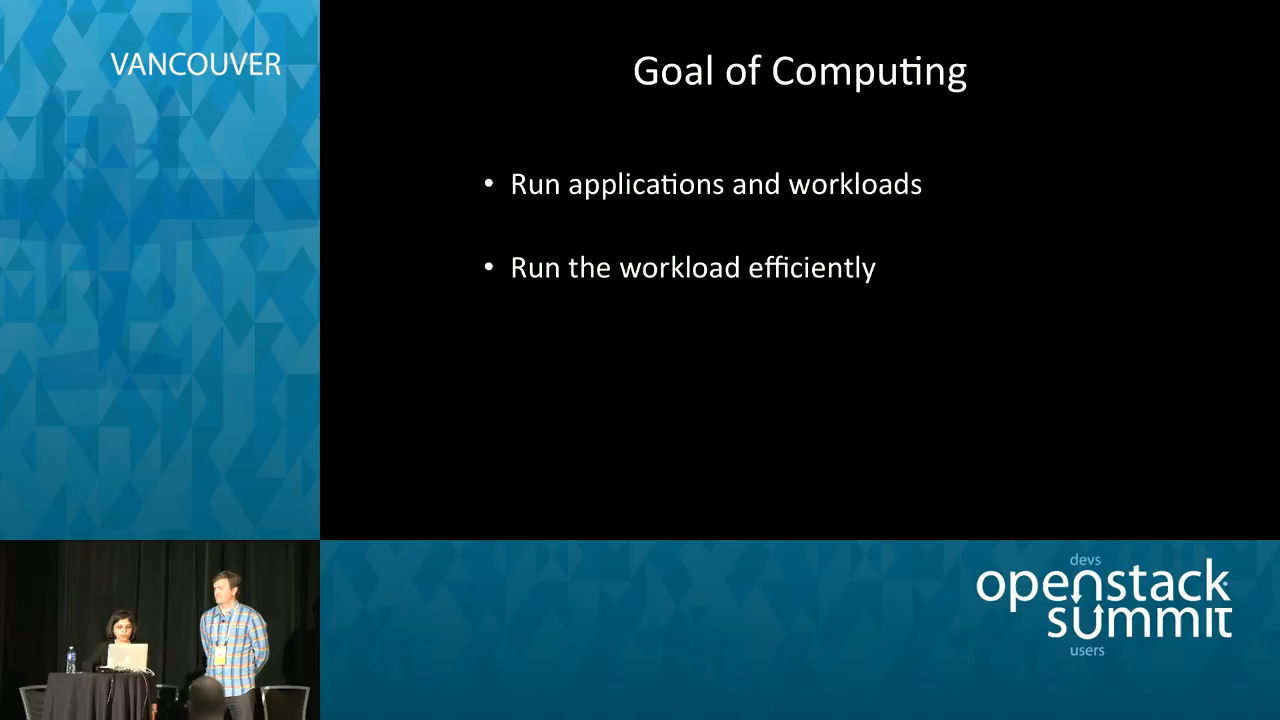 VANCOUVER
Goal of Computing
• Run applications and workloads
• Run the workload efficiently
devs
openstack
summit
users